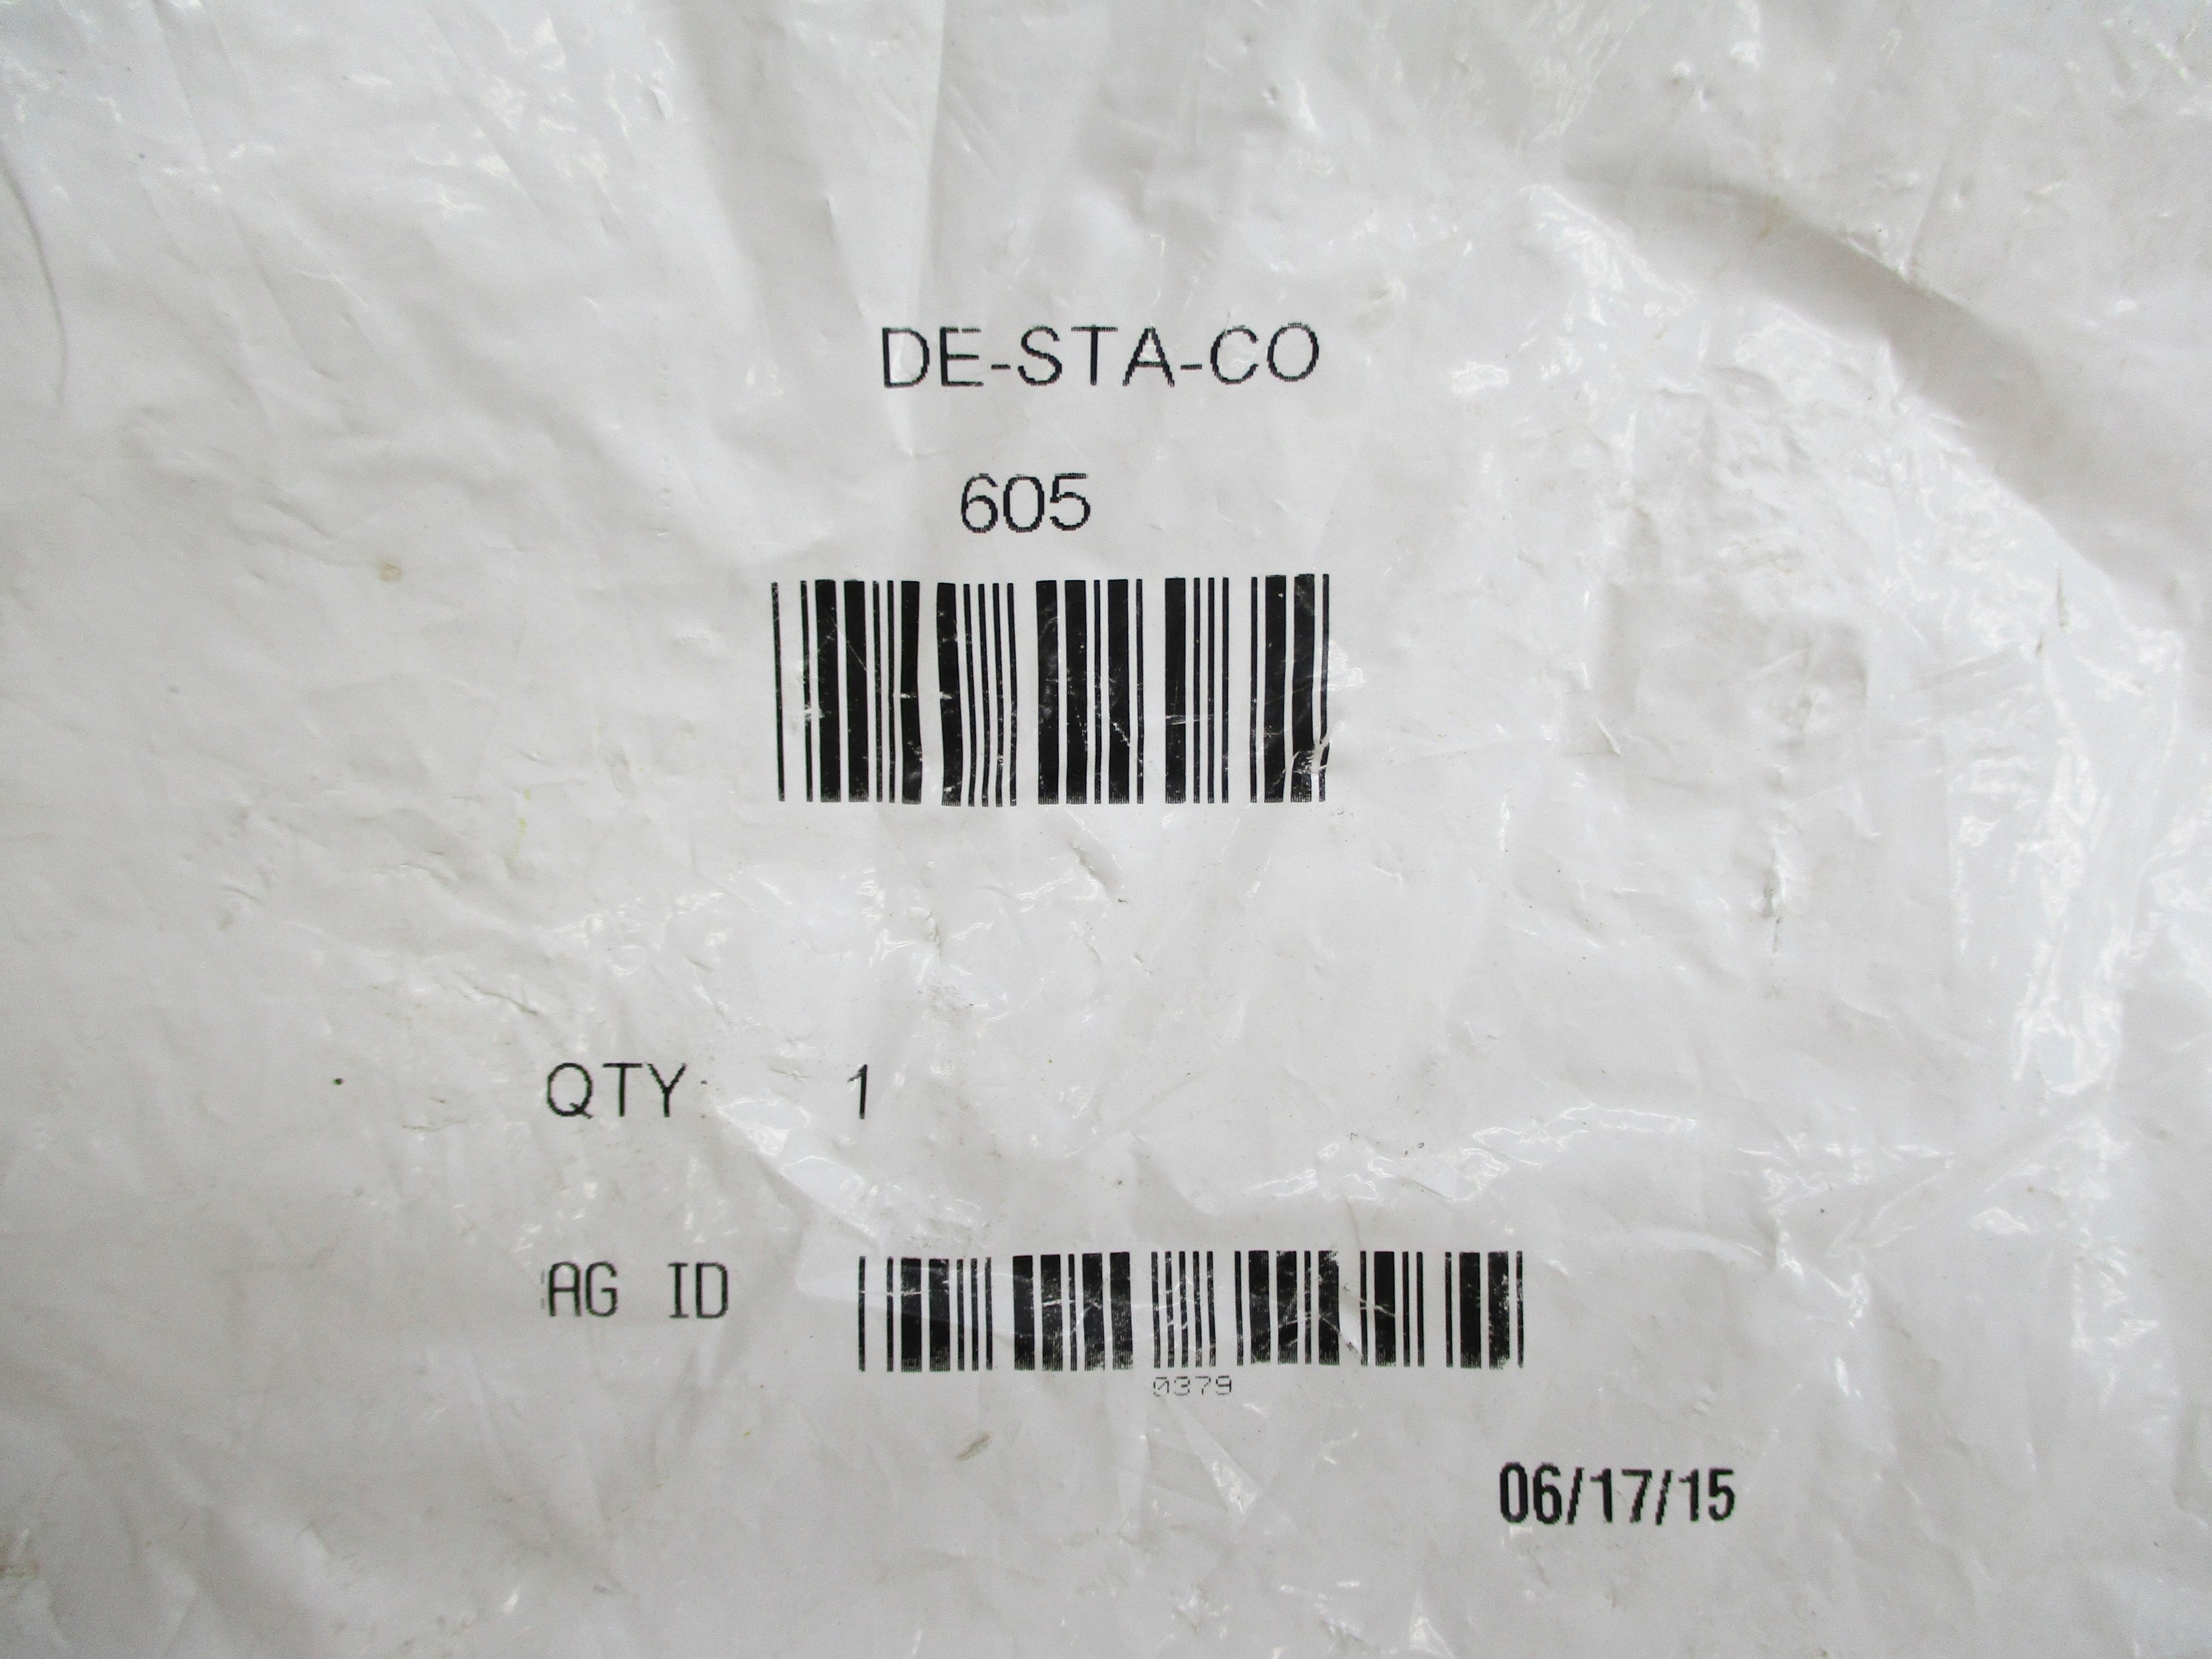 DE-STA-CO
605
QTY: 1
AG ID
0379
06/17/15